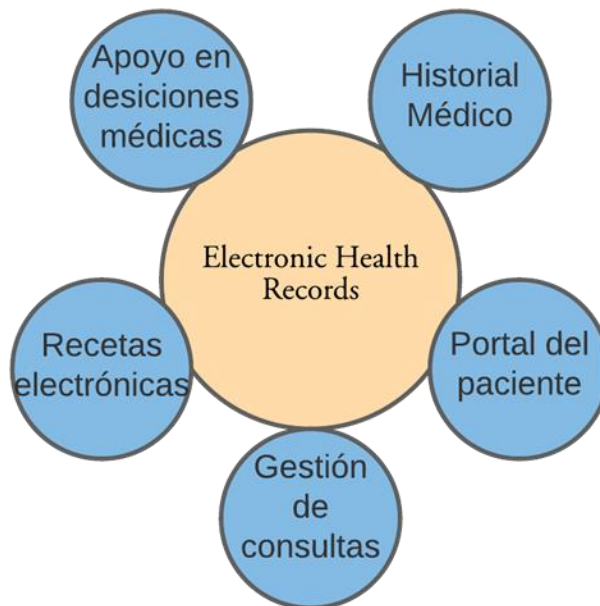 Apoyo en
desiciones
médicas
Historial
Médico
Electronic Health
Records
Recetas
electrónicas
Portal del
paciente
Gestión
de
consultas